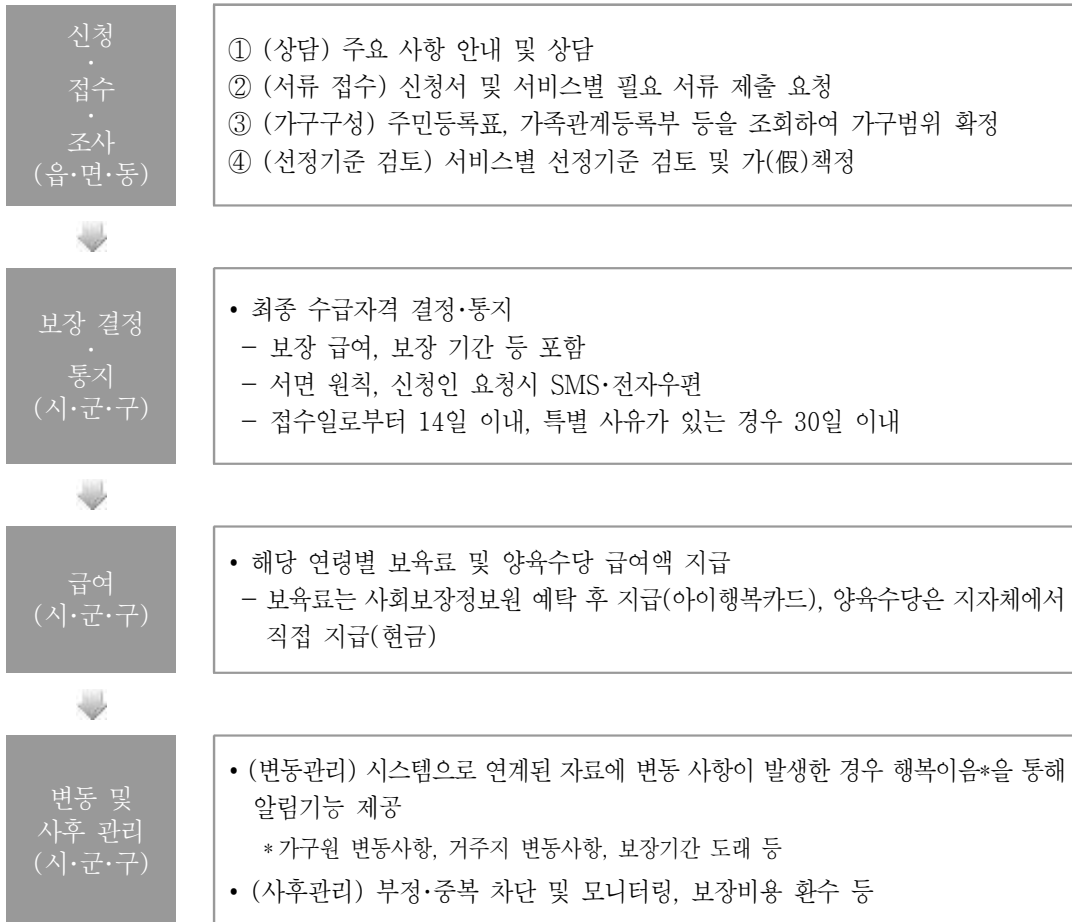 신청
·
접수
·
조사
(읍·면·동)
① (상담) 주요 사항 안내 및 상담
② (서류 접수) 신청서 및 서비스별 필요 서류 제출 요청
③ (가구구성) 주민등록표, 가족관계등록부 등을 조회하여 가구범위 확정
④ (선정기준 검토) 서비스별 선정기준 검토 및 가(假)책정
보장 결정
·
통지
(시·군·구)
• 최종 수급자격 결정·통지
– 보장 급여, 보장 기간 등 포함
– 서면 원칙, 신청인 요청시 SMS·전자우편
– 접수일로부터 14일 이내, 특별 사유가 있는 경우 30일 이내
급여
(시·군·구)
• 해당 연령별 보육료 및 양육수당 급여액 지급
– 보육료는 사회보장정보원 예탁 후 지급(아이행복카드), 양육수당은 지자체에서
직접 지급(현금)
변동 및
사후 관리
(시·군·구)
• (변동관리) 시스템으로 연계된 자료에 변동 사항이 발생한 경우 행복이음*을 통해
알림기능 제공
* 가구원 변동사항, 거주지 변동사항, 보장기간 도래 등
• (사후관리) 부정·중복 차단 및 모니터링, 보장비용 환수 등